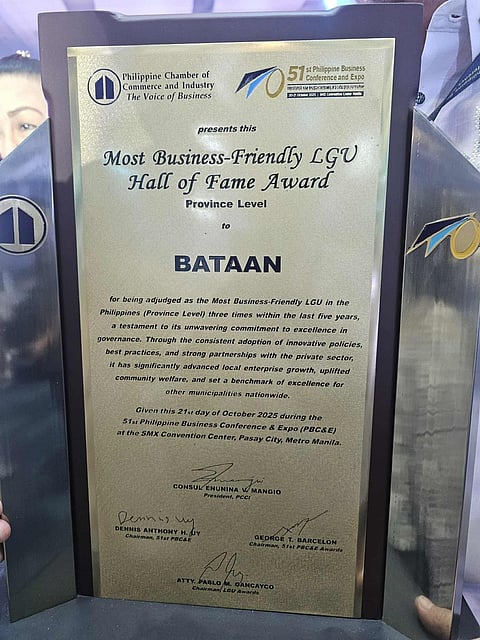 Philippine Chamber of
Commerce and Industry
The Voice of Business
51st Philippine Business
Conference and Expo
presents this
Most Business-Friendly LGU
Hall of Fame Award
Province Level
to
BATAAN
for being adjudged as the Most Business-Friendly LGU in the
Philippines (Province Level) three times within the last five years,
a testament to its unwavering commitment to excellence in
governance. Through the consistent adoption of innovative policies,
best practices, and strong partnerships with the private sector,
it has significantly advanced local enterprise growth, uplifted
community welfare, and set a benchmark of excellence for
other municipalities nationwide.
Given this 21st day of October 2025 during the
51st Philippine Business Conference & Expo (PBC&E)
at the SMX Convention Center, Pasay City, Metro Manila.
CONSUL ENUNINA V. MANGIO
President, PCCI
DENNIS ANTHONY H. UY
Chairman, 51st PBC&E
GEORGE T. BARCELON
Chairman, 51st PBC&E Awards
ATTY. PABLO M. GANCAYCO
Chairman, LGU Awards